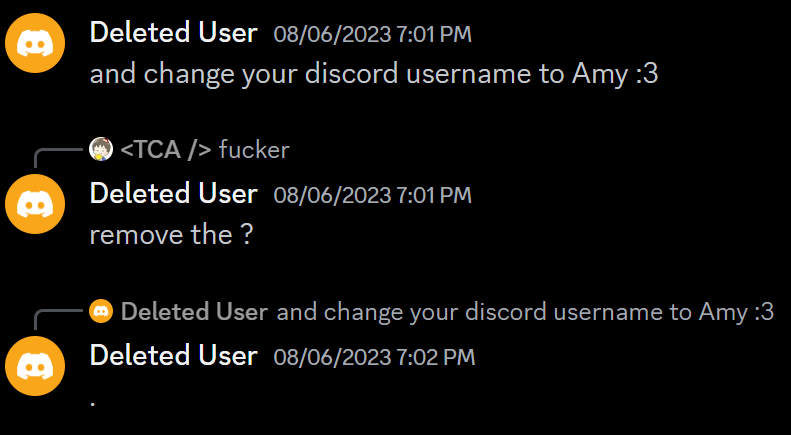 Deleted User 08/06/2023 7:01 PM
and change your discord username to Amy :3
<TCA /> fucker
Deleted User 08/06/2023 7:01 PM
remove the ?
Deleted User and change your discord username to Amy :3
Deleted User 08/06/2023 7:02 PM
.